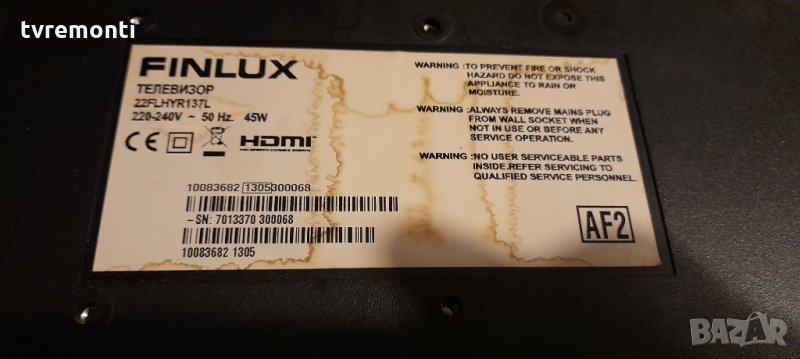 tvremonti
FINLUX
ТЕЛЕВИЗОР
22FLHYR137L
220-240V ~ 50 Hz. 45W
CE
HDMI
10083682 1305300068
-SN: 7013370 300068
10083682 1305
WARNING :TO PREVENT FIRE OR SHOCK
HAZARD DO NOT EXPOSE THIS
APPLIANCE TO RAIN OR
MOISTURE.
WARNING :ALWAYS REMOVE MAINS PLUG
FROM WALL SOCKET WHEN
NOT IN USE OR BEFORE ANY
SERVICE OPERATION.
WARNING :NO USER SERVICEABLE PARTS
INSIDE.REFER SERVICING TO
QUALIFIED SERVICE PERSONNEL.
AF2
BAZAR